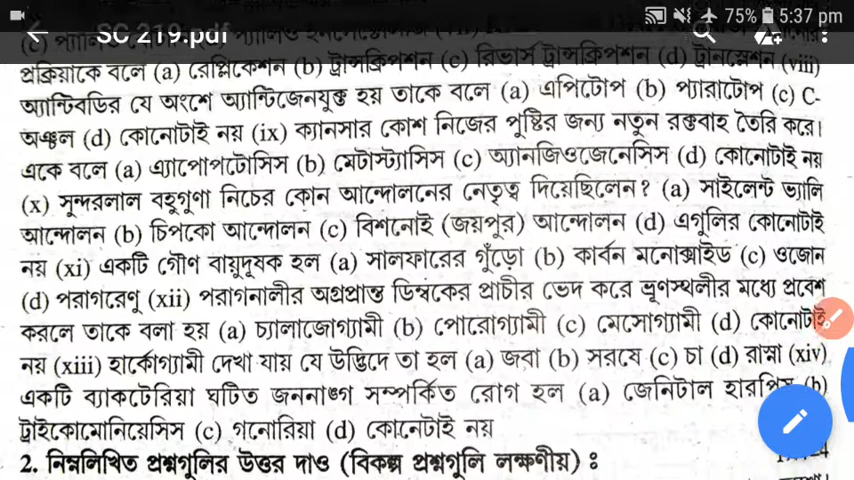 75% 5:37 pm
SC 219.pdf
প্রক্রিয়াকে বলে (a) রেপ্লিকেশন (b) ট্রান্সক্রিপশন (c) রিভার্স ট্রান্সক্রিপশন (d) ট্রানস্লেশন (viii)
অ্যান্টিবডির যে অংশে অ্যান্টিজেনযুক্ত হয় তাকে বলে (a) এপিটোপ (b) প্যারাটোপ (c) C-
অঞ্চল (d) কোনোটাই নয় (ix) ক্যানসার কোশ নিজের পুষ্টির জন্য নতুন রক্তবাহ তৈরি করে।
একে বলে (a) এ্যাপোপটোসিস (b) মেটাস্ট্যাসিস (c) অ্যানজিওজেনেসিস (d) কোনোটাই নয়
(x) সুন্দরলাল বহুগুণা নিচের কোন আন্দোলনের নেতৃত্ব দিয়েছিলেন? (a) সাইলেন্ট ভ্যালি
আন্দোলন (b) চিপকো আন্দোলন (c) বিশনোই (জয়পুর) আন্দোলন (d) এগুলির কোনোটাই
নয় (xi) একটি গৌণ বায়ুদূষক হল (a) সালফারের গুঁড়ো (b) কার্বন মনোক্সাইড (c) ওজোন
(d) পরাগরেণু (xii) পরাগনালীর অগ্রপ্রান্ত ডিম্বকের প্রাচীর ভেদ করে ভ্রূণস্থলীর মধ্যে প্রবেশ
করলে তাকে বলা হয় (a) চ্যালাজোগ্যামী (b) পোরোগ্যামী (c) মেসোগ্যামী (d) কোনোটাই
নয় (xiii) হার্কোগ্যামী দেখা যায় যে উদ্ভিদে তা হল (a) জবা (b) সরষে (c) চা (d) রাস্না (xiv)
একটি ব্যাকটেরিয়া ঘটিত জননাঙ্গ সম্পর্কিত রোগ হল (a) জেনিটাল হারপিস (b)
ট্রাইকোমোনিয়েসিস (c) গনোরিয়া (d) কোনেটাই নয়
2. নিম্নলিখিত প্রশ্নগুলির উত্তর দাও (বিকল্প প্রশ্নগুলি লক্ষণীয়) ঃ